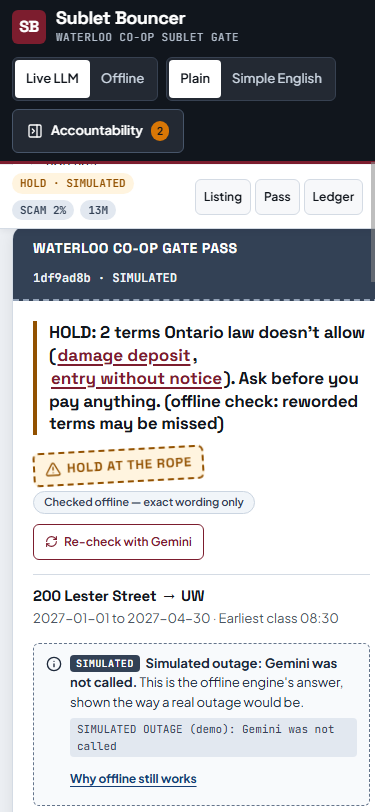 SB
Sublet Bouncer
WATERLOO CO-OP SUBLET GATE
Live LLM
Offline
Plain
Simple English
Accountability 2
HOLD · SIMULATED
SCAM 2%
13M
Listing
Pass
Ledger
WATERLOO CO-OP GATE PASS
1df9ad8b · SIMULATED
HOLD: 2 terms Ontario law doesn't allow
(damage deposit,
entry without notice). Ask before you
pay anything. (offline check: reworded
terms may be missed)
HOLD AT THE ROPE
Checked offline — exact wording only
Re-check with Gemini
200 Lester Street → UW
2027-01-01 to 2027-04-30 · Earliest class 08:30
SIMULATED Simulated outage: Gemini was
not called. This is the offline engine's answer,
shown the way a real outage would be.
SIMULATED OUTAGE (demo): Gemini was not
called
Why offline still works